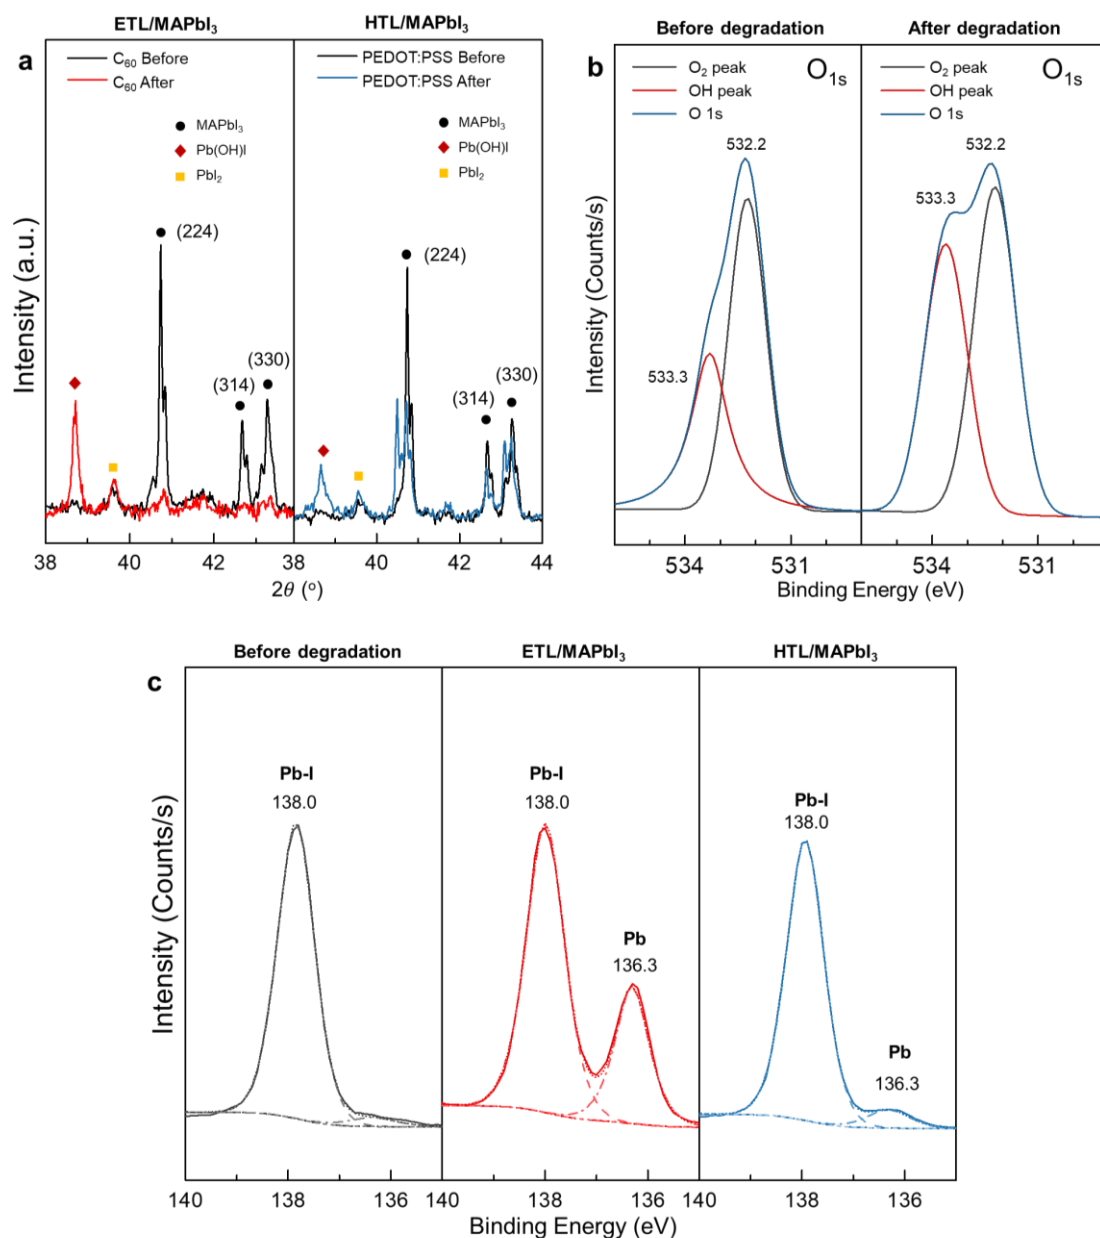 a
ETL/MAPbI₃
HTL/MAPbI₃
C₆₀ Before
C₆₀ After
MAPbI₃
Pb(OH)I
PbI₂
(224)
(314)
(330)
PEDOT:PSS Before
PEDOT:PSS After
MAPbI₃
Pb(OH)I
PbI₂
(224)
(314)
(330)
Intensity (a.u.)
38 40 42 38 40 42 44
2θ (°)
b
Before degradation
After degradation
O₂ peak
OH peak
O 1s
O₁ₛ
532.2
533.3
O₂ peak
OH peak
O 1s
O₁ₛ
532.2
533.3
Intensity (Counts/s)
534 531 534 531
Binding Energy (eV)
c
Before degradation
ETL/MAPbI₃
HTL/MAPbI₃
Pb-I
138.0
Pb-I
138.0
Pb
136.3
Pb-I
138.0
Pb
136.3
Intensity (Counts/s)
140 138 136 140 138 136 140 138 136
Binding Energy (eV)